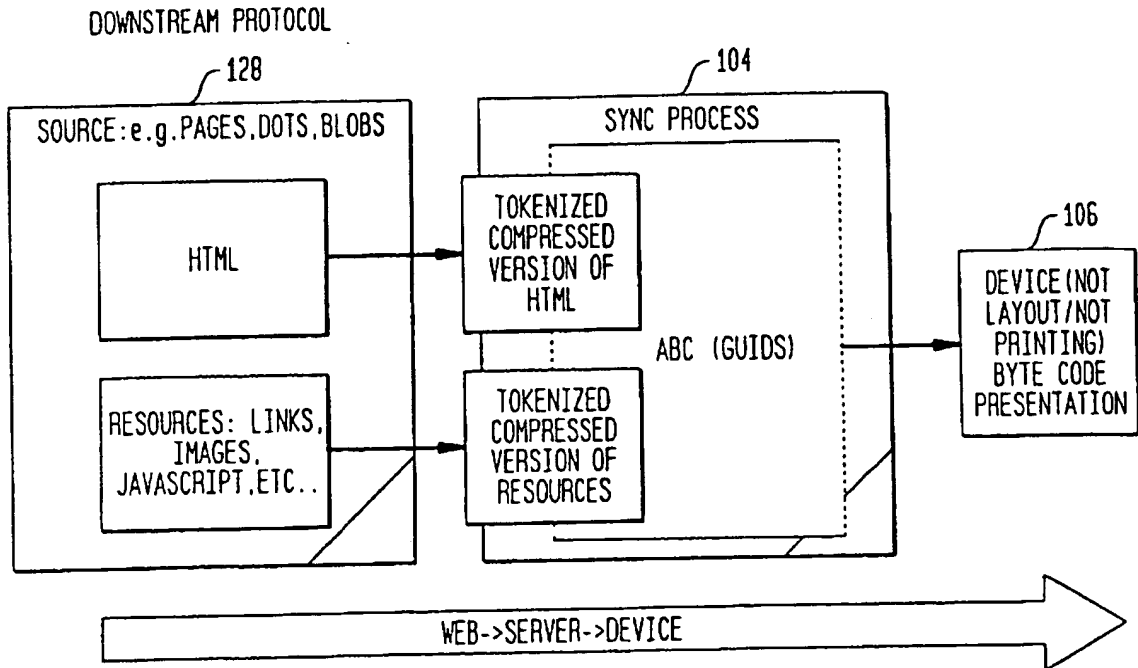 DOWNSTREAM PROTOCOL
128
SOURCE:e.g.PAGES,DOTS,BLOBS
HTML
RESOURCES: LINKS,
IMAGES,
JAVASCRIPT,ETC..
104
SYNC PROCESS
TOKENIZED
COMPRESSED
VERSION OF
HTML
ABC (GUIDS)
TOKENIZED
COMPRESSED
VERSION OF
RESOURCES
106
DEVICE(NOT
LAYOUT/NOT
PRINTING)
BYTE CODE
PRESENTATION
WEB->SERVER->DEVICE